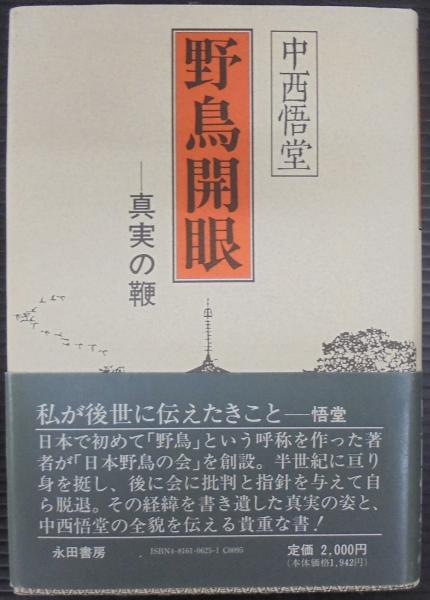 中西悟堂
野鳥開眼
──真実の鞭
私が後世に伝えたきこと──悟堂
日本で初めて「野鳥」という呼称を作った著
者が「日本野鳥の会」を創設。半世紀に亘り
身を挺し、後に会に批判と指針を与えて自
ら脱退。その経緯を書き遺した真実の姿と、
中西悟堂の全貌を伝える貴重な書！
永田書房
ISBN4-8161-0625-1 C0095
定価 2,000円
（本体価格1,942円）